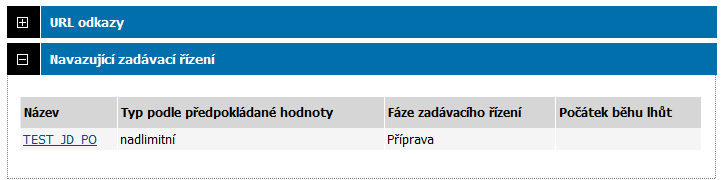 URL odkazy
Navazující zadávací řízení
Název Typ podle předpokládané hodnoty Fáze zadávacího řízení Počátek běhu lhůt
TEST_JD_PO nadlimitní Příprava